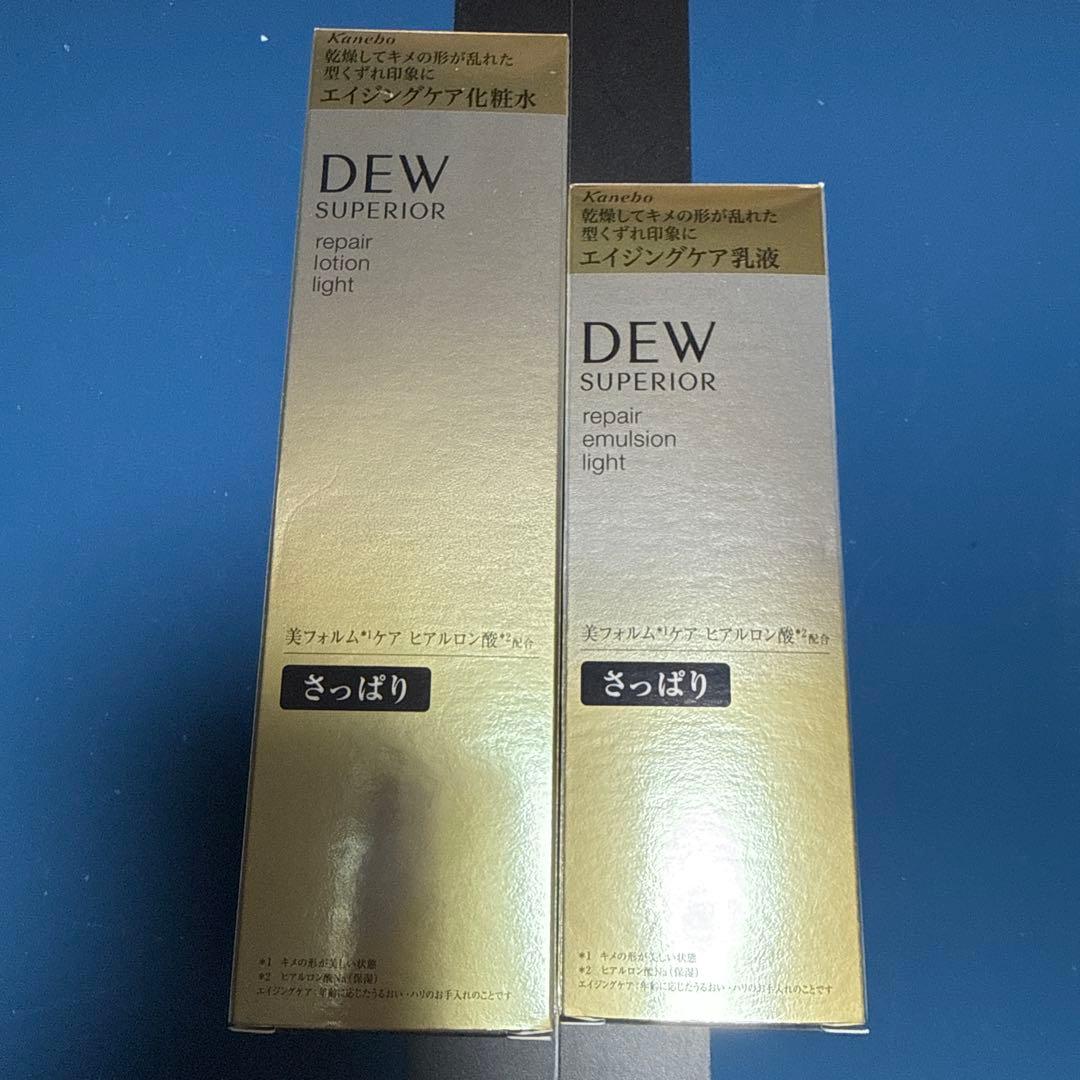 Kanebo
乾燥してキメの形が乱れた
型くずれ印象に
エイジングケア化粧水
DEW
SUPERIOR
repair
lotion
light
美フォルム*1ケア ヒアルロン酸*2配合
さっぱり
*1 キメの形が美しい状態
*2 ヒアルロン酸Na(保湿)
エイジングケア:年齢に応じたうるおい・ハリのお手入れのことです
Kanebo
乾燥してキメの形が乱れた
型くずれ印象に
エイジングケア乳液
DEW
SUPERIOR
repair
emulsion
light
美フォルム*1ケア ヒアルロン酸*2配合
さっぱり
*1 キメの形が美しい状態
*2 ヒアルロン酸Na(保湿)
エイジングケア:年齢に応じたうるおい・ハリのお手入れのことです